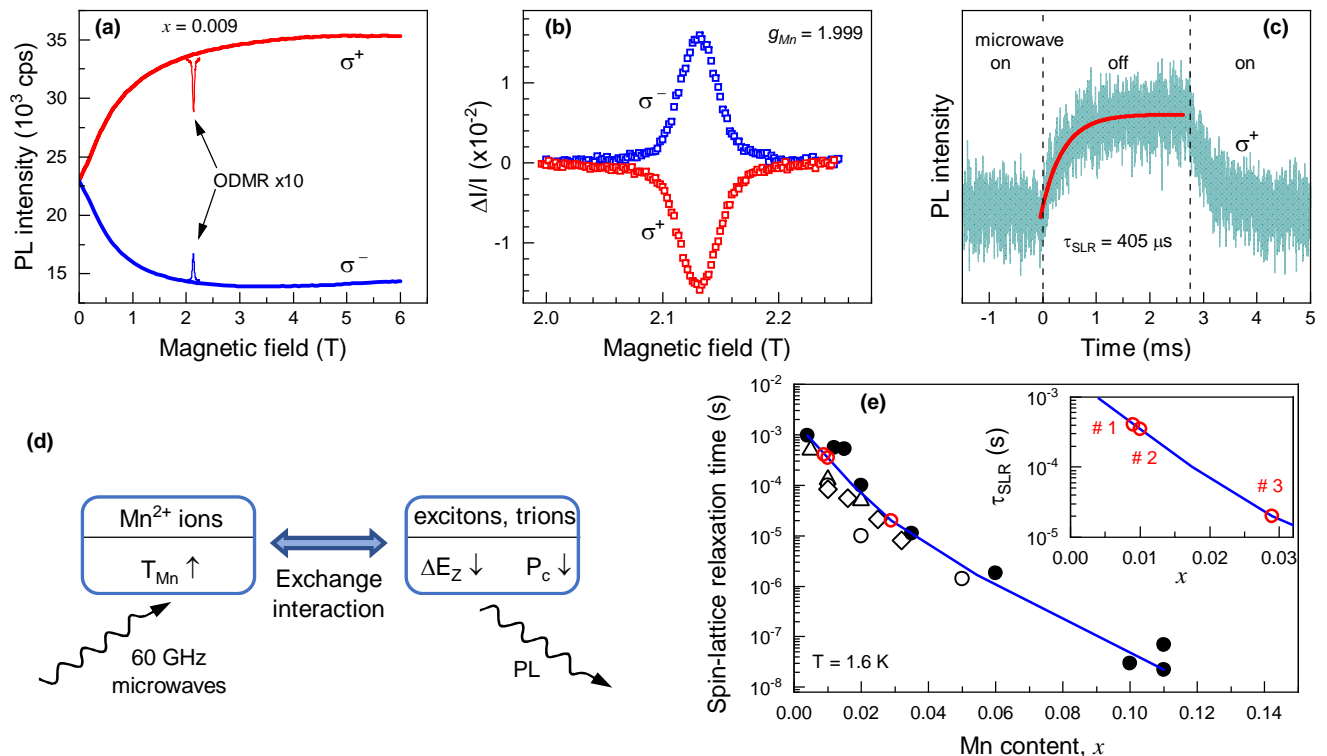 (a)
x = 0.009
σ+
ODMR x10
σ−
PL intensity (10^3 cps)
40
35
30
25
20
15
0
1
2
3
4
5
6
Magnetic field (T)
(b)
g_Mn = 1.999
σ−
σ+
ΔI/I (x10^-2)
1
0
-1
2.0
2.1
2.2
Magnetic field (T)
(c)
microwave
on
off
on
σ+
τ_SLR = 405 μs
PL intensity
-1
0
1
2
3
4
5
Time (ms)
(d)
Mn2+ ions
T_Mn ↑
Exchange
interaction
excitons, trions
ΔE_Z ↓ P_c ↓
60 GHz
microwaves
PL
(e)
Spin-lattice relaxation time (s)
10^-2
10^-3
10^-4
10^-5
10^-6
10^-7
10^-8
T = 1.6 K
0.00
0.02
0.04
0.06
0.08
0.10
0.12
0.14
Mn content, x
τ_SLR (s)
10^-3
10^-4
10^-5
# 1
# 2
# 3
0.00
0.01
0.02
0.03
x